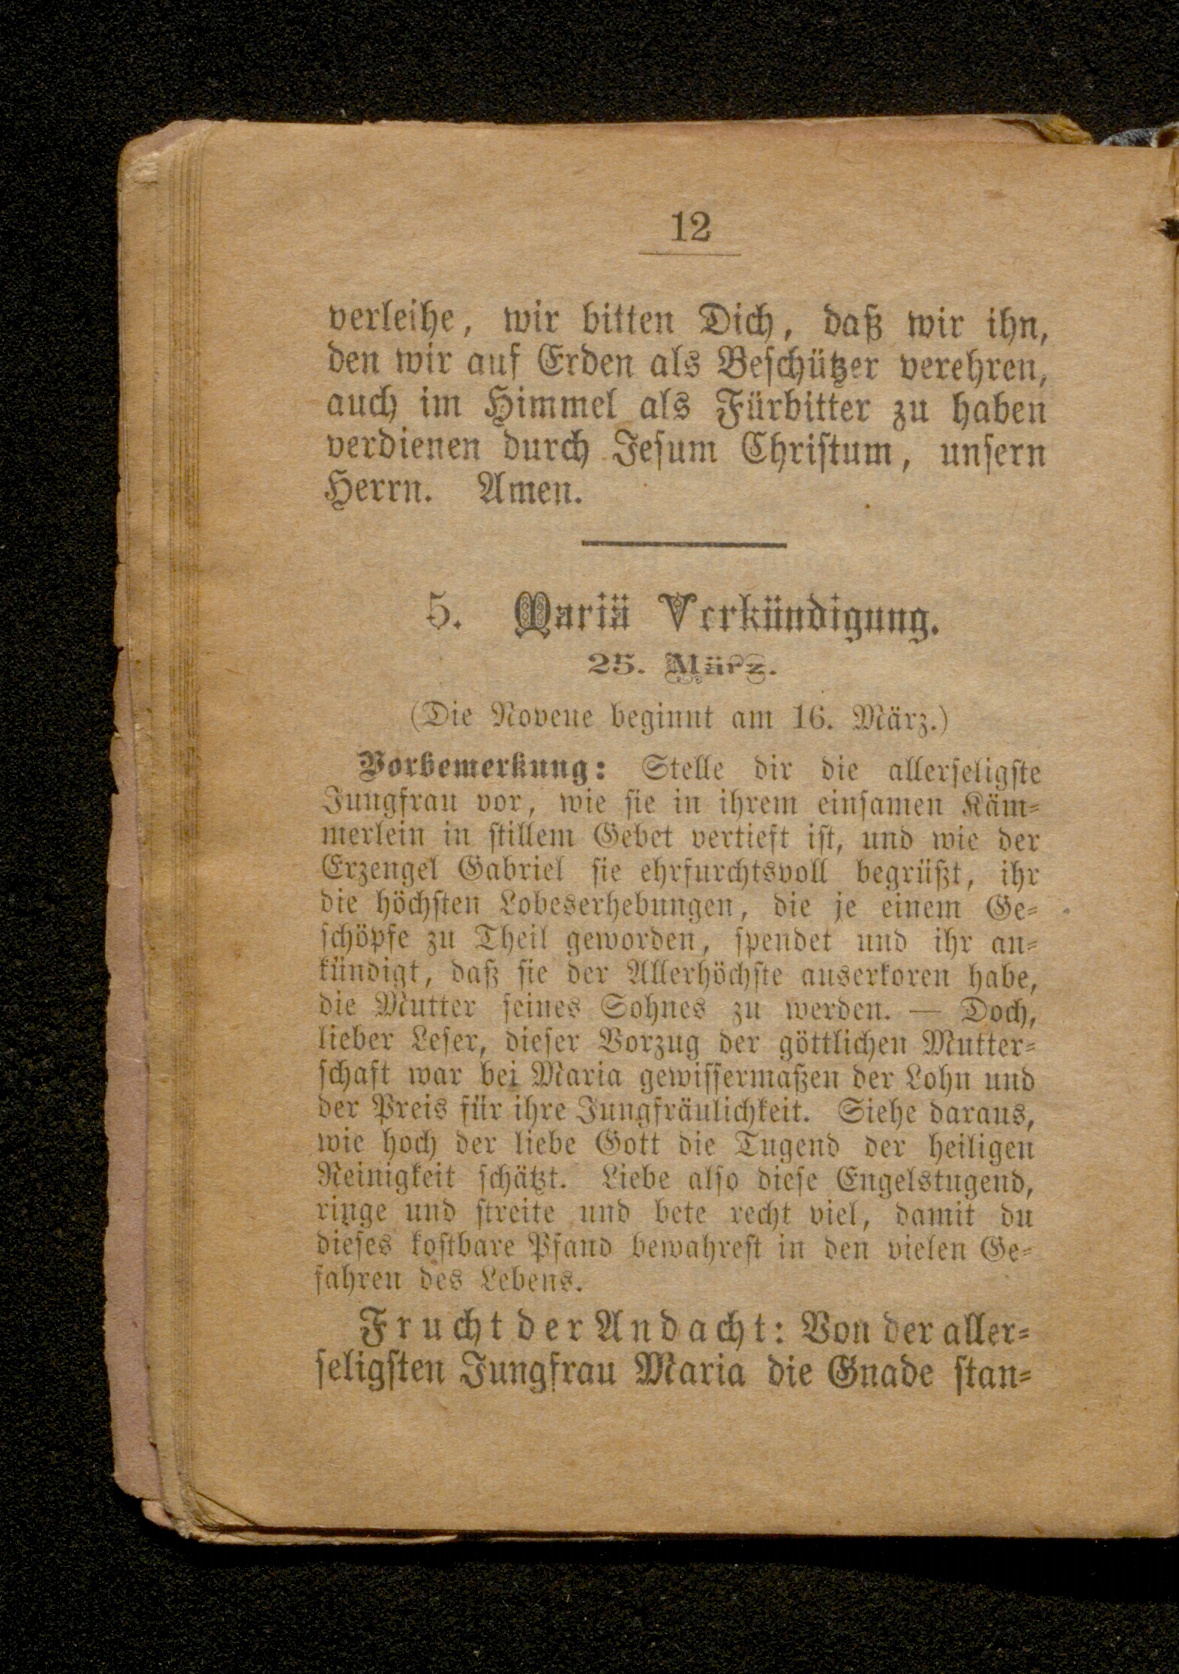 12
verleihe, wir bitten Dich, daß wir ihn,
den wir auf Erden als Beschützer verehren,
auch im Himmel als Fürbitter zu haben
verdienen durch Jesum Christum, unsern
Herrn. Amen.
5. Mariä Verkündigung.
25. März.
(Die Novene beginnt am 16. März.)
Vorbemerkung: Stelle dir die allerseligste
Jungfrau vor, wie sie in ihrem einsamen Käm-
merlein in stillem Gebet vertieft ist, und wie der
Erzengel Gabriel sie ehrfurchtsvoll begrüßt, ihr
die höchsten Lobeserhebungen, die je einem Ge-
schöpfe zu Theil geworden, spendet und ihr an-
kündigt, daß sie der Allerhöchste auserkoren habe,
die Mutter seines Sohnes zu werden. — Doch,
lieber Leser, dieser Vorzug der göttlichen Mutter-
schaft war bei Maria gewissermaßen der Lohn und
der Preis für ihre Jungfräulichkeit. Siehe daraus,
wie hoch der liebe Gott die Tugend der heiligen
Reinigkeit schätzt. Liebe also diese Engelstugend,
ringe und streite und bete recht viel, damit du
dieses kostbare Pfand bewahrest in den vielen Ge-
fahren des Lebens.
Frucht der Andacht: Von der aller-
seligsten Jungfrau Maria die Gnade stan-